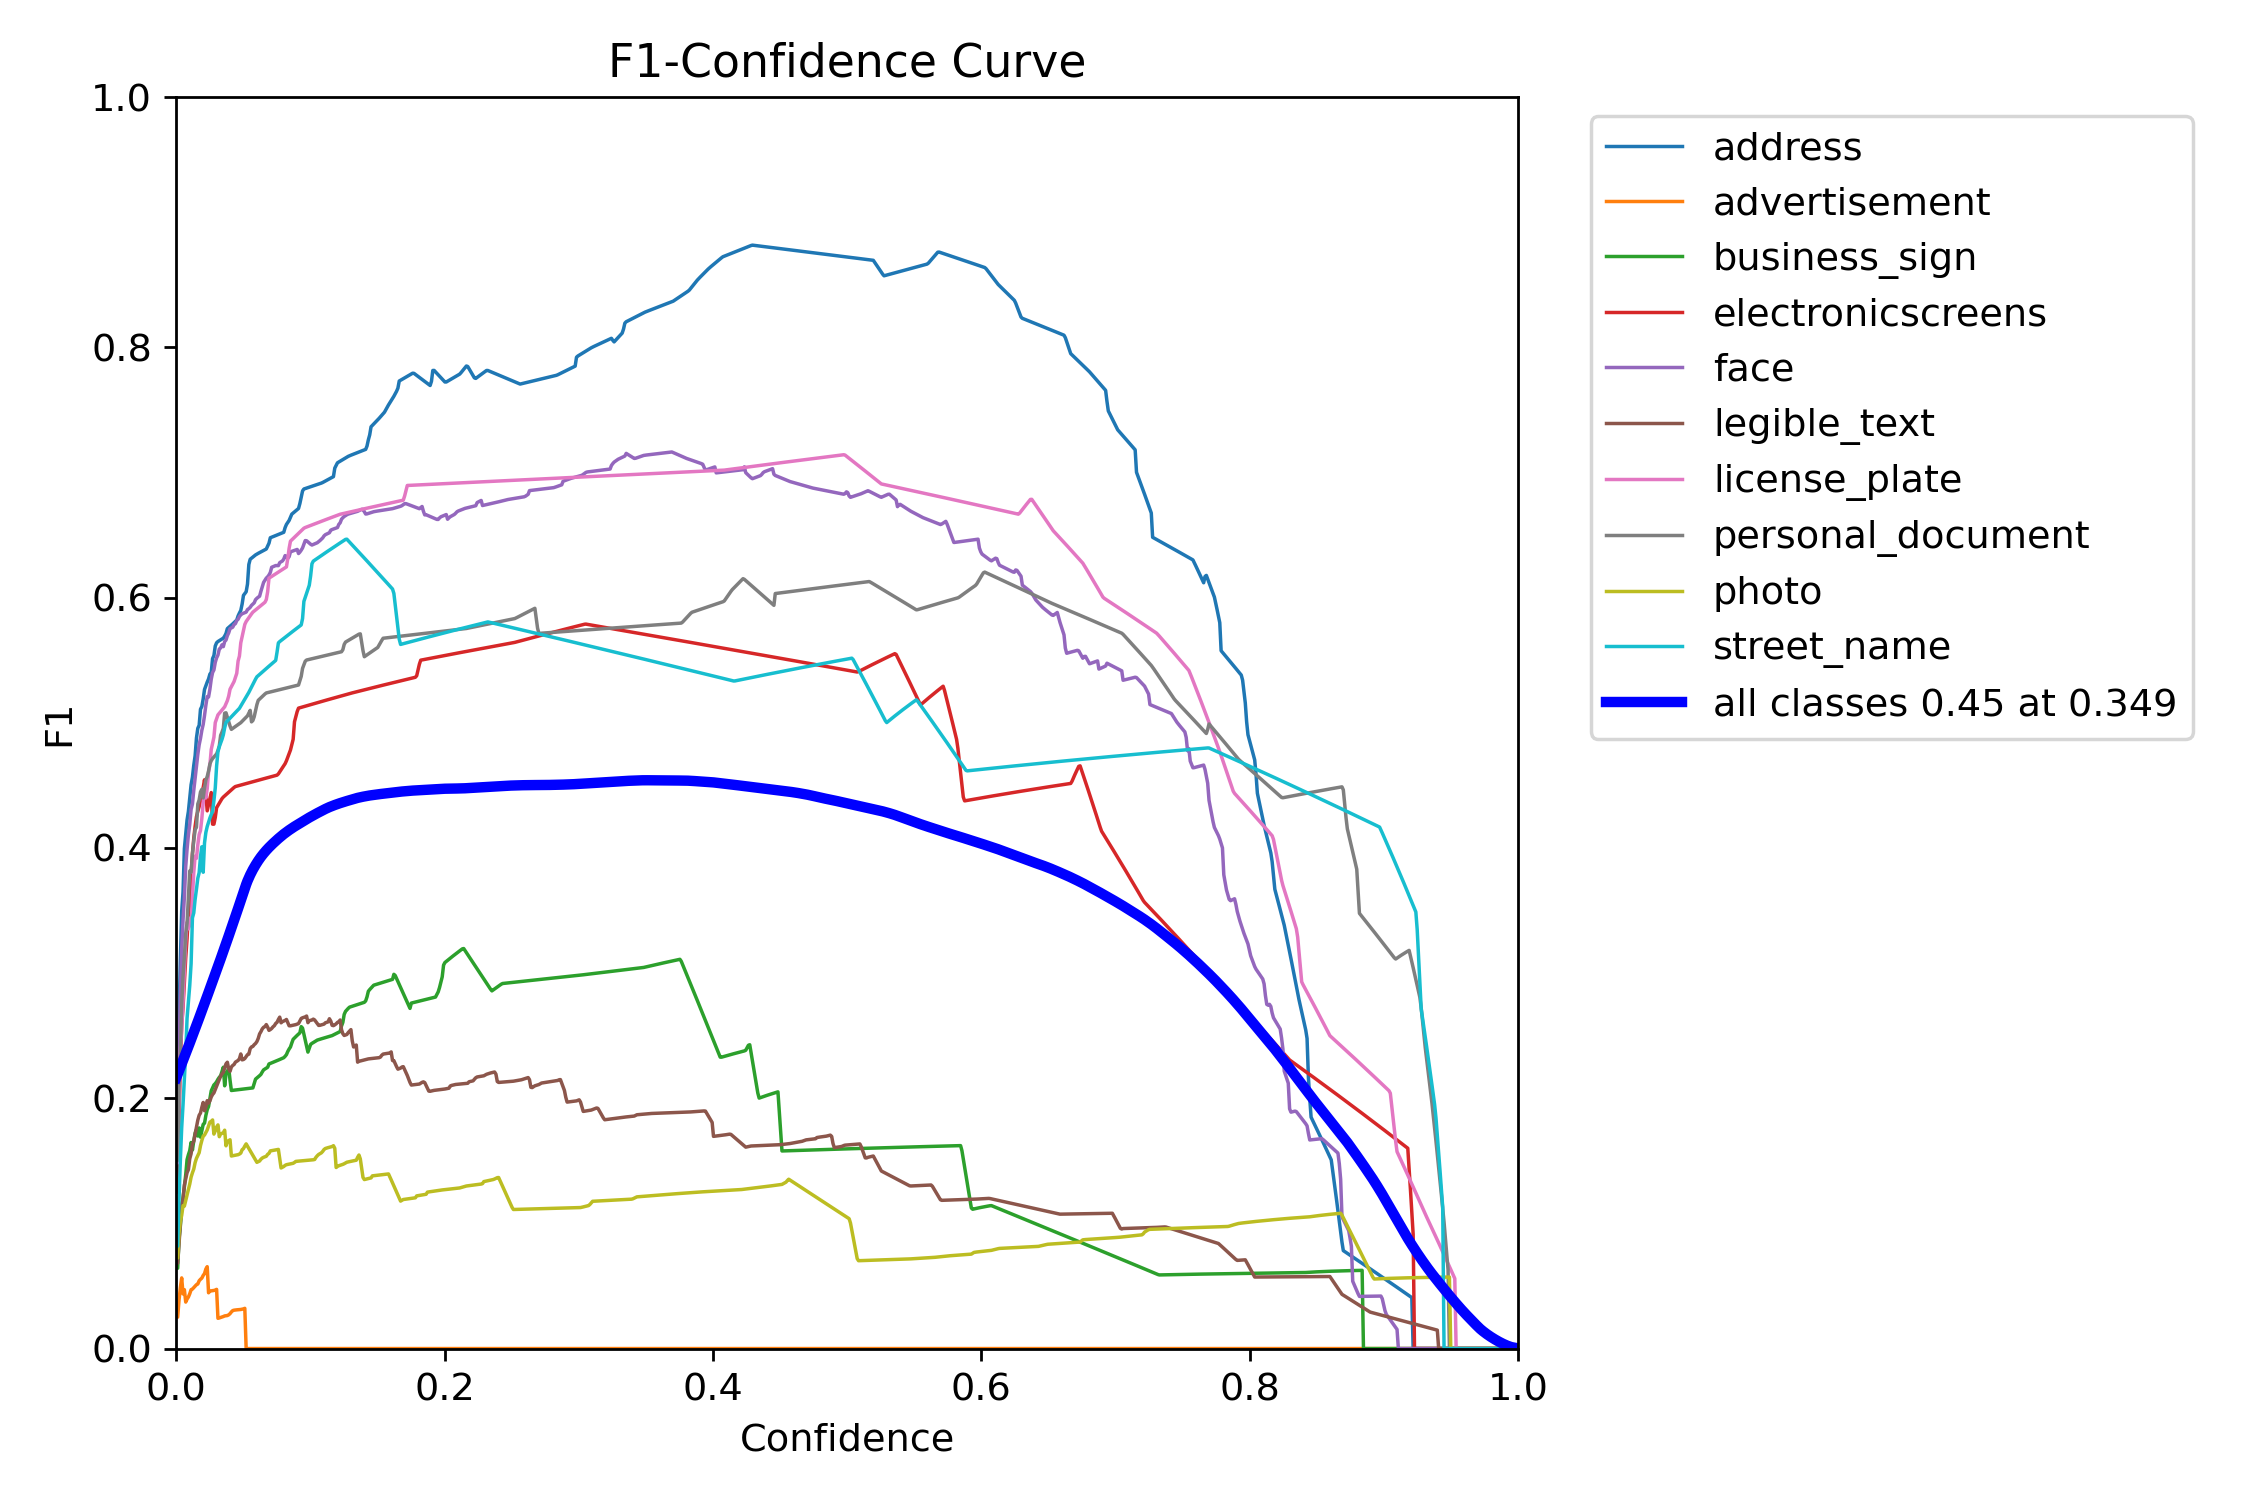 F1-Confidence Curve
1.0
0.8
0.6
0.4
0.2
0.0
F1
0.0 0.2 0.4 0.6 0.8 1.0
Confidence
address
advertisement
business_sign
electronicscreens
face
legible_text
license_plate
personal_document
photo
street_name
all classes 0.45 at 0.349